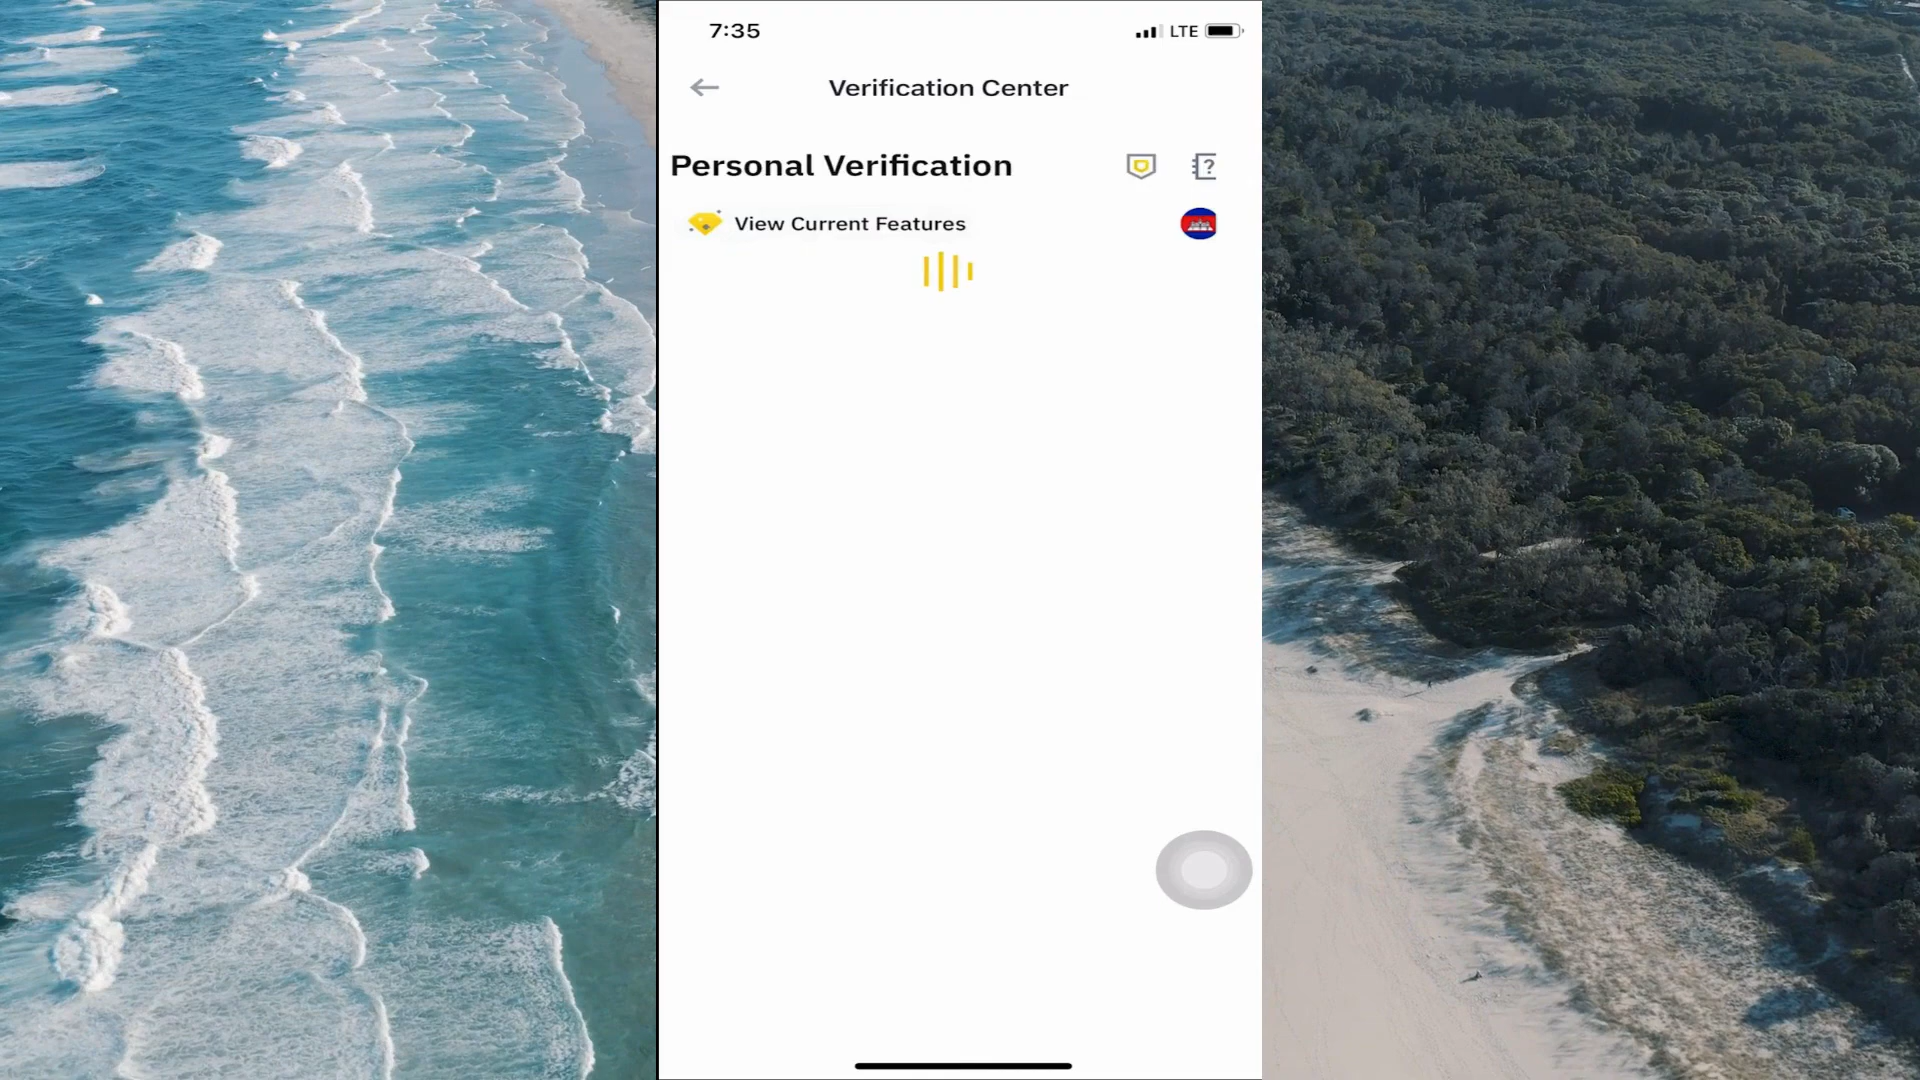 7:35
LTE
Verification Center
Personal Verification
?
View Current Features